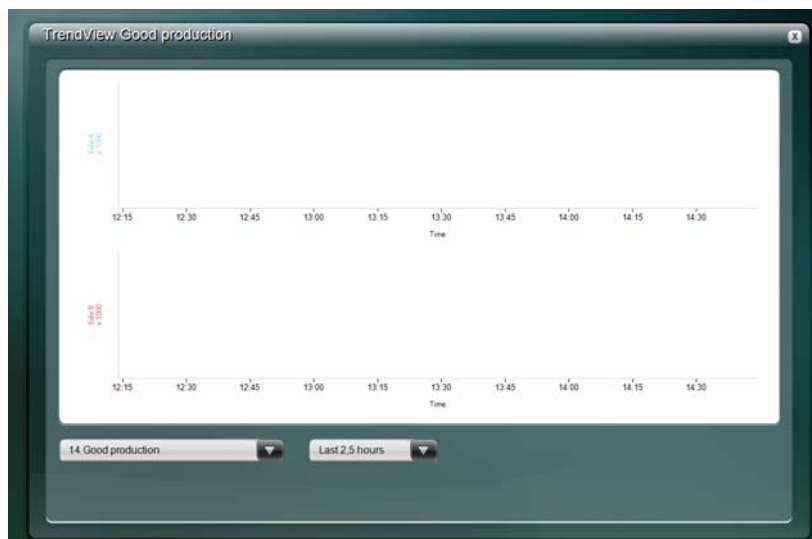 TrendView Good production
X
Side A
x 1000
12:15 12:30 12:45 13:00 13:15 13:30 13:45 14:00 14:15 14:30
Time
Side B
x 1000
12:15 12:30 12:45 13:00 13:15 13:30 13:45 14:00 14:15 14:30
Time
14 Good production
Last 2,5 hours